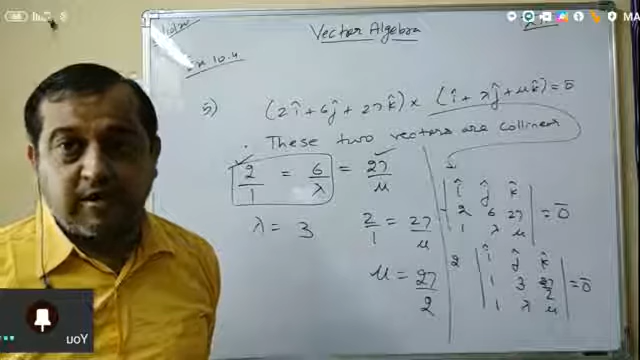 Vector Algebra
Ex 10.4
5) (2î + 6ĵ + 27k̂) × (î + λĵ + μk̂) = 0̄
These two vectors are collinear
2/1 = 6/λ = 27/μ
λ = 3
2/1 = 27/μ
μ = 27/2
| î ĵ k̂ |
| 2 6 27 | = 0̄
| 1 λ μ |
2 | î ĵ k̂ |
| 1 3 27/2 | = 0̄
| 1 λ μ |
You